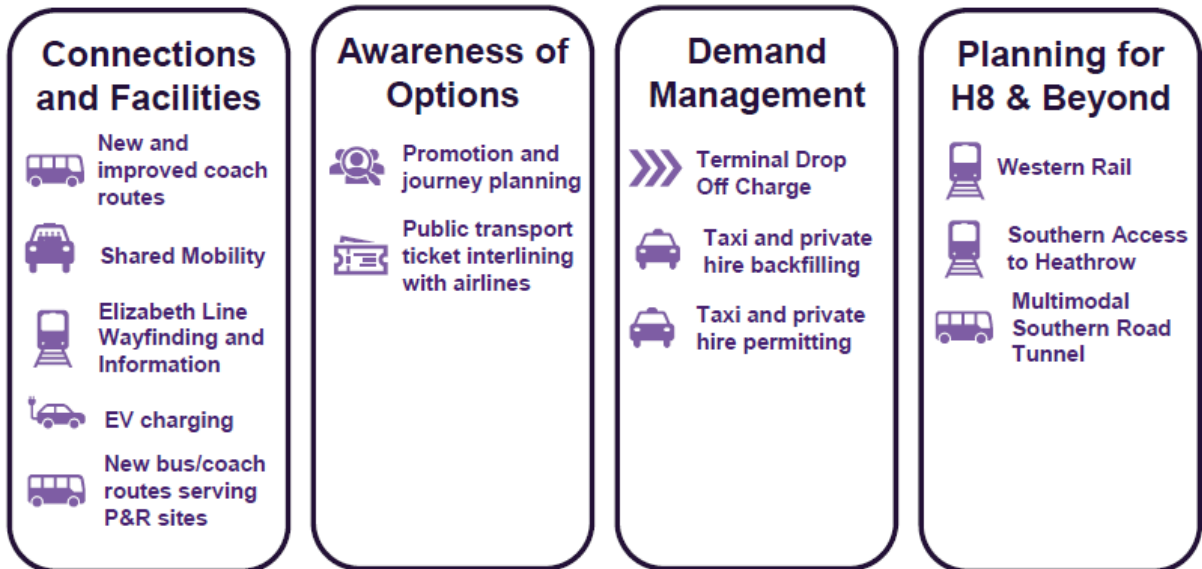 Connections
and Facilities
New and
improved coach
routes
Shared Mobility
Elizabeth Line
Wayfinding and
Information
EV charging
New bus/coach
routes serving
P&R sites
Awareness of
Options
Promotion and
journey planning
Public transport
ticket interlining
with airlines
Demand
Management
Terminal Drop
Off Charge
Taxi and private
hire backfilling
Taxi and private
hire permitting
Planning for
H8 & Beyond
Western Rail
Southern Access
to Heathrow
Multimodal
Southern Road
Tunnel